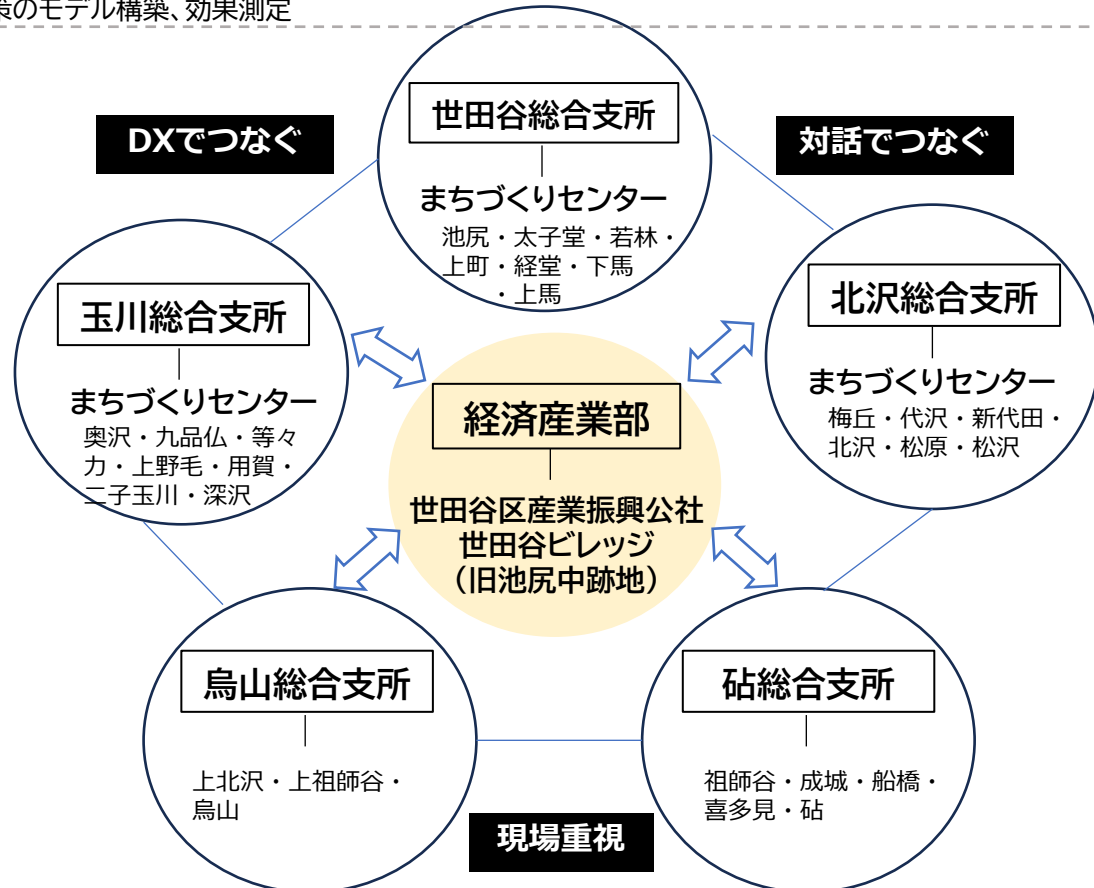 策のモデル構築、効果測定
DXでつなぐ
世田谷総合支所
対話でつなぐ
まちづくりセンター
池尻・太子堂・若林・
上町・経堂・下馬
・上馬
玉川総合支所
まちづくりセンター
奥沢・九品仏・等々
力・上野毛・用賀・
二子玉川・深沢
北沢総合支所
まちづくりセンター
梅丘・代沢・新代田・
北沢・松原・松沢
経済産業部
世田谷区産業振興公社
世田谷ビレッジ
（旧池尻中跡地）
烏山総合支所
上北沢・上祖師谷・
烏山
砧総合支所
祖師谷・成城・船橋・
喜多見・砧
現場重視